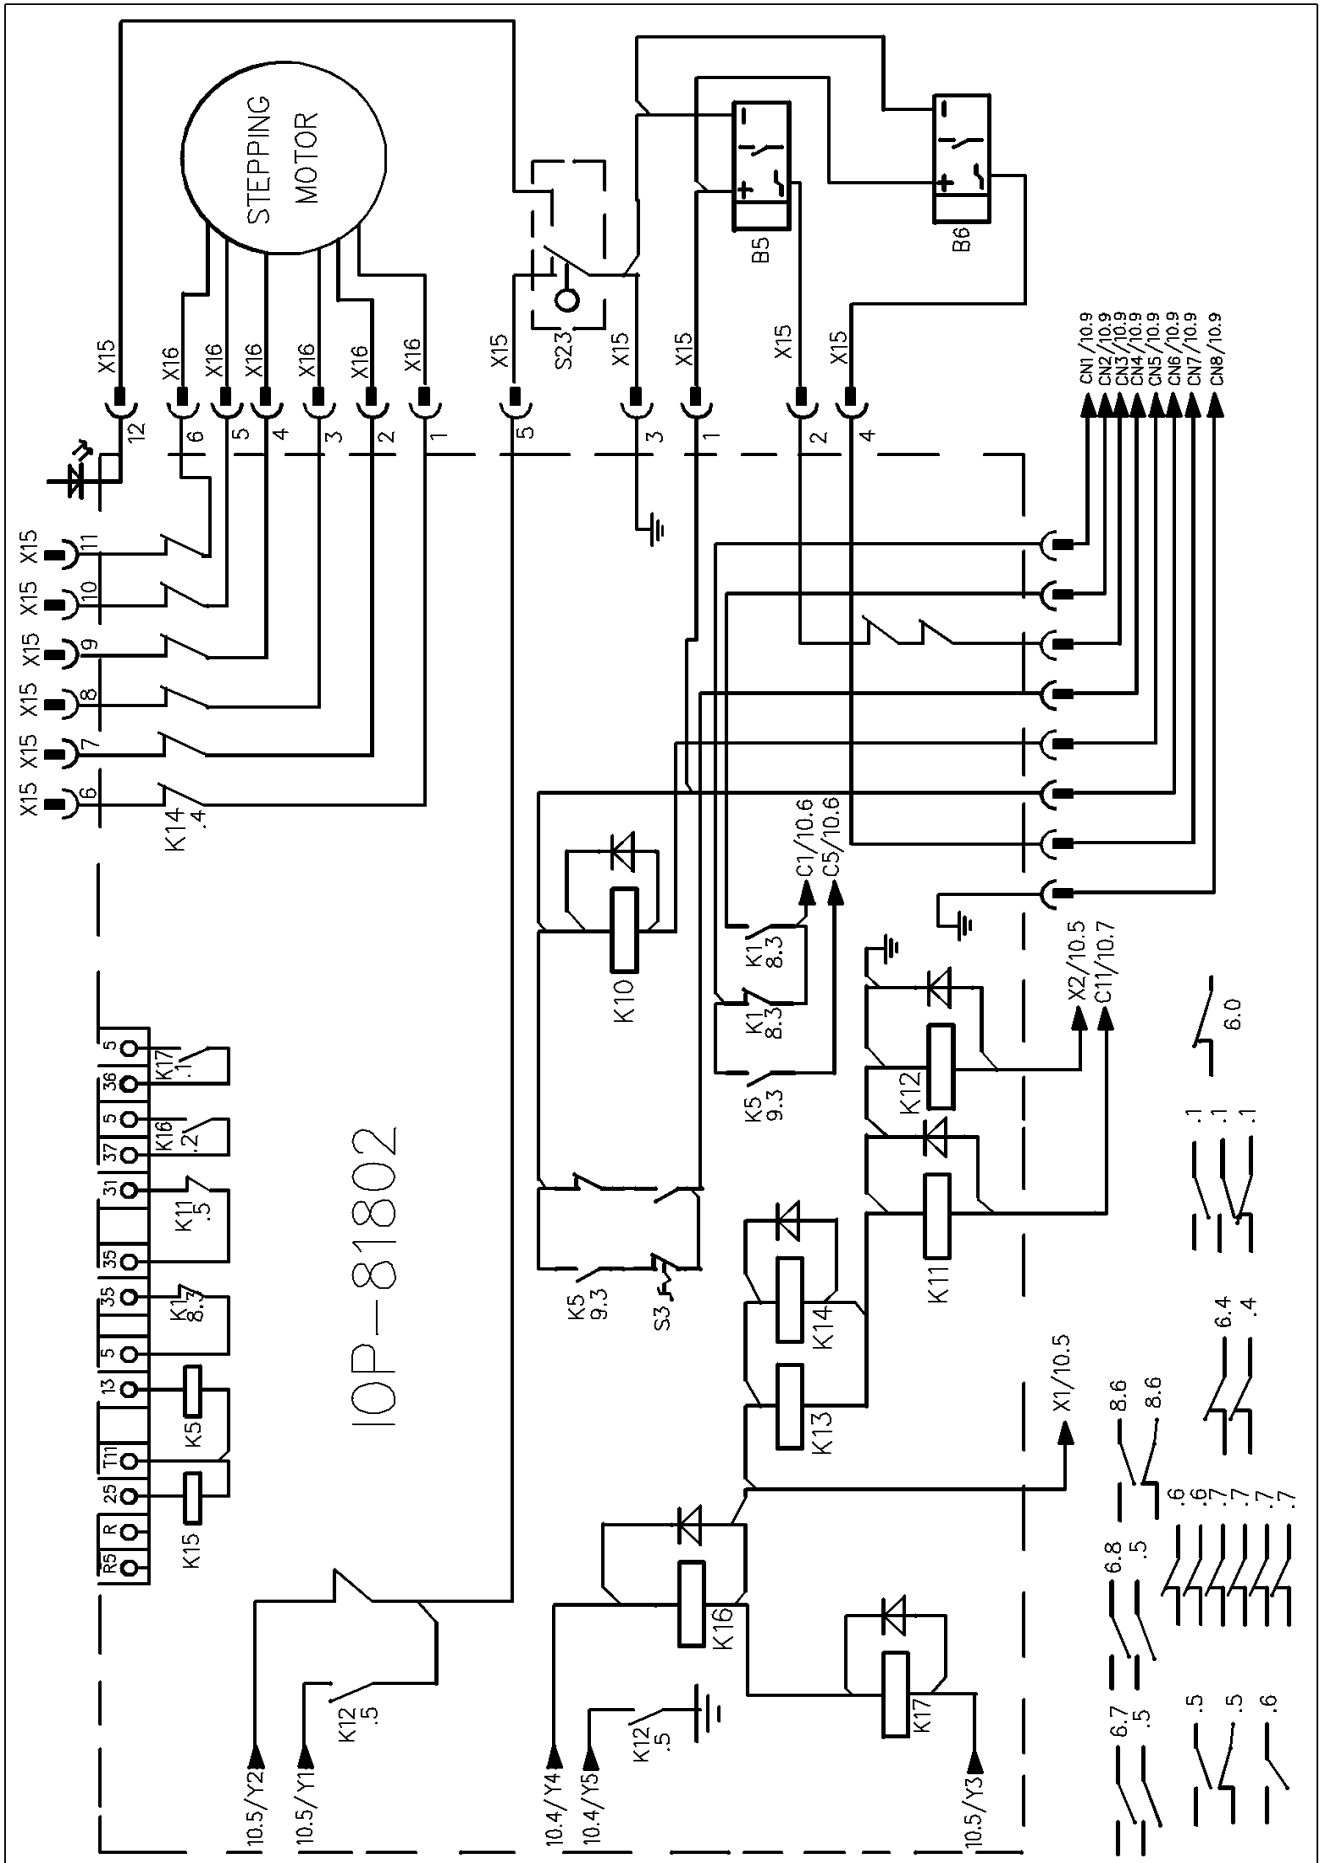 X15
12
X16
6
X16
5
X16
4
X16
3
X16
2
X16
1
STEPPING
MOTOR
X15
5
S23
X15
3
X15
1
B5
X15
2
X15
4
B6
X15
11
X15
10
X15
9
X15
8
X15
7
X15
6
K14
.4
CN1/10.9
CN2/10.9
CN3/10.9
CN4/10.9
CN5/10.9
CN6/10.9
CN7/10.9
CN8/10.9
K10
C1/10.6
C5/10.6
K1
8.3
K1
8.3
K5
9.3
5
36
K17
.1
5
37
K16
.2
31
K11
.5
35
35
K1
8.3
5
13
K5
T11
25
K15
R
R5
IOP-81802
K5
9.3
S3
K12
X2/10.5
C11/10.7
K11
K14
K13
X1/10.5
K16
K17
10.5/Y2
10.5/Y1
K12
.5
10.4/Y4
10.4/Y5
K12
.5
10.5/Y3
6.7
.5
6.8
.5
8.6
8.6
.5
.5
.6
.6
.6
.7
.7
.7
.7
6.4
.4
.1
.1
.1
6.0